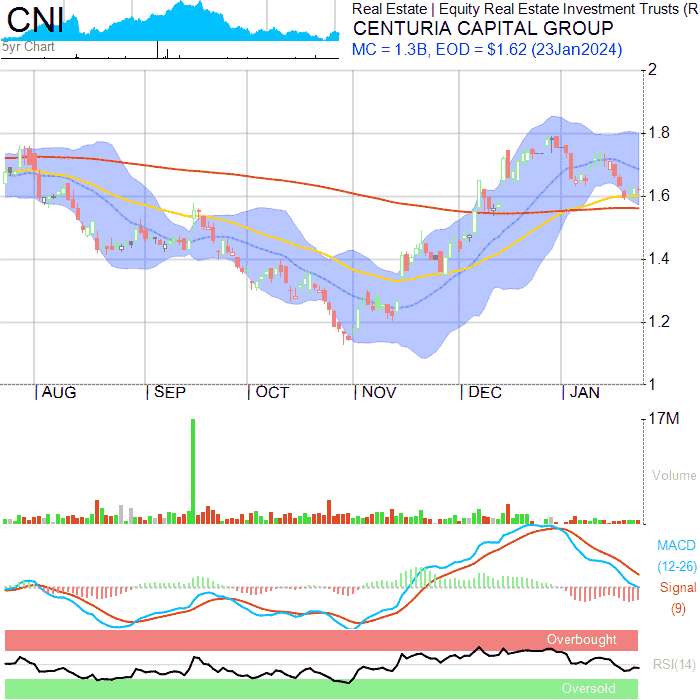 CNI
Real Estate | Equity Real Estate Investment Trusts (R
CENTURIA CAPITAL GROUP
MC = 1.3B, EOD = $1.62 (23Jan2024)
5yr Chart
2
1.8
1.6
1.4
1.2
1
AUG SEP OCT NOV DEC JAN
17M
Volume
MACD
(12-26)
Signal
(9)
Overbought
RSI(14)
Oversold